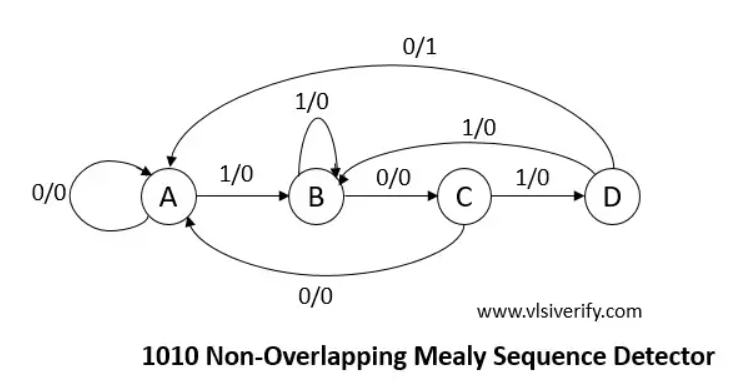 0/1
1/0
1/0
0/0
A
1/0
B
0/0
C
1/0
D
0/0
www.vlsiverify.com
1010 Non-Overlapping Mealy Sequence Detector